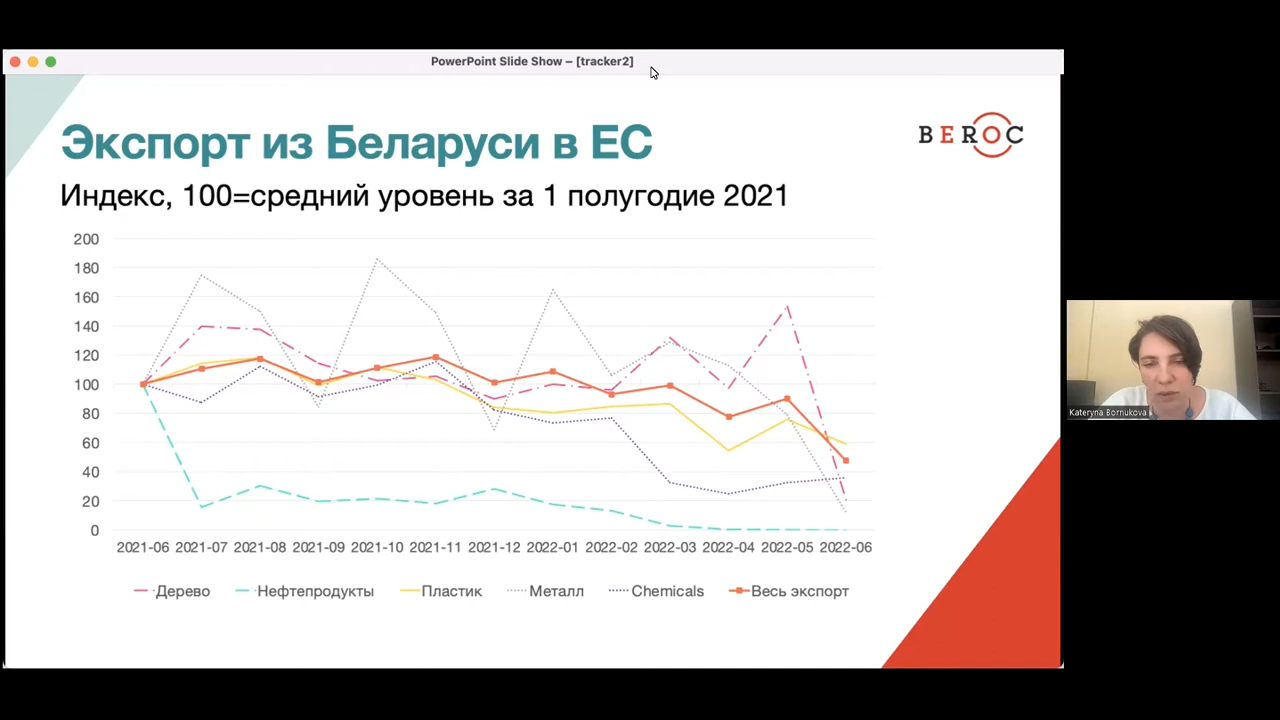 PowerPoint Slide Show – [tracker2]
Экспорт из Беларуси в ЕС
BEROC
Индекс, 100=средний уровень за 1 полугодие 2021
200
180
160
140
120
100
80
60
40
20
0
2021-06 2021-07 2021-08 2021-09 2021-10 2021-11 2021-12 2022-01 2022-02 2022-03 2022-04 2022-05 2022-06
Дерево Нефтепродукты Пластик Металл Chemicals Весь экспорт
Kateryna Bornukova